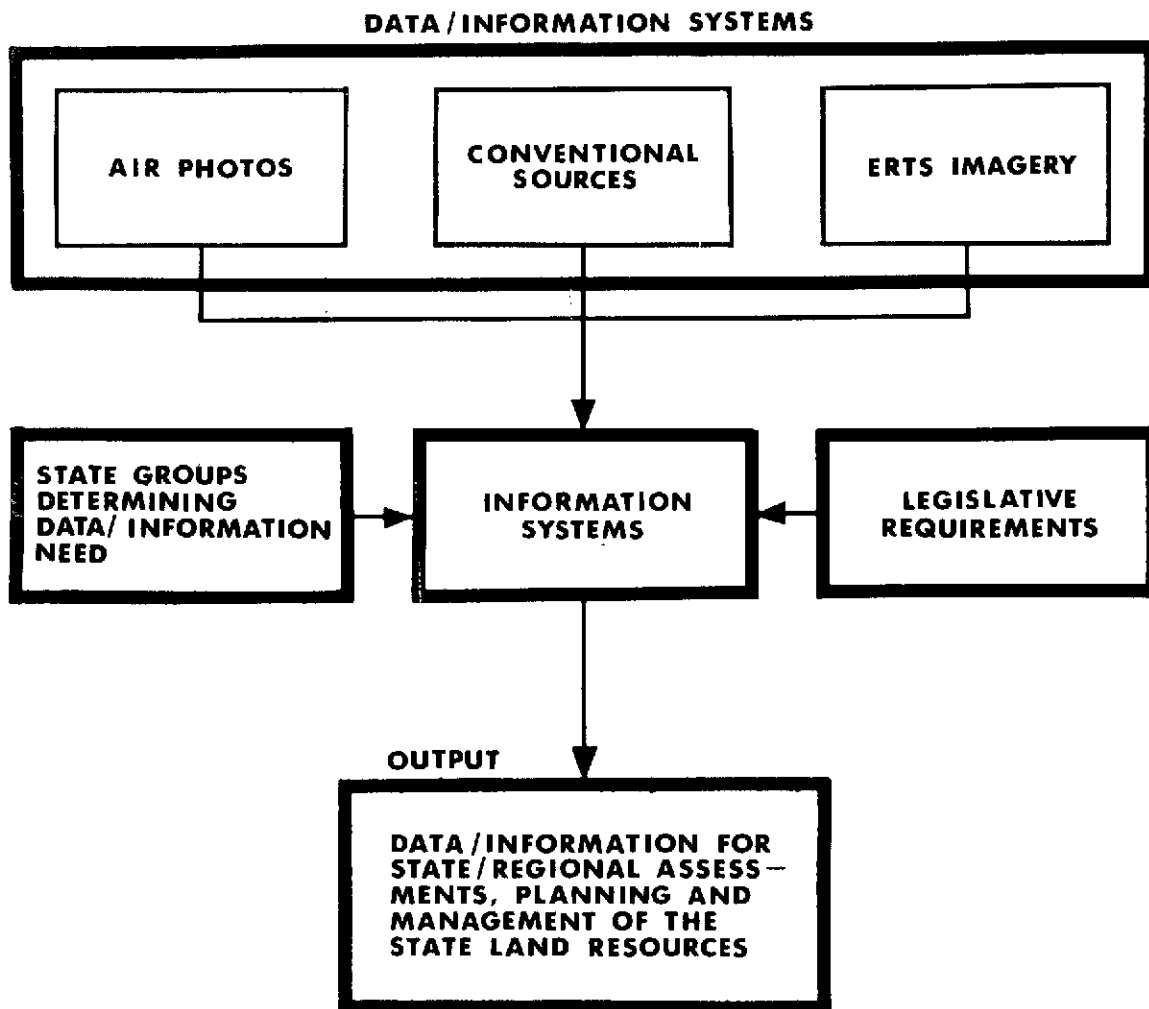 DATA/INFORMATION SYSTEMS
AIR PHOTOS
CONVENTIONAL
SOURCES
ERTS IMAGERY
STATE GROUPS
DETERMINING
DATA/INFORMATION
NEED
INFORMATION
SYSTEMS
LEGISLATIVE
REQUIREMENTS
OUTPUT
DATA/INFORMATION FOR
STATE/REGIONAL ASSESS—
MENTS, PLANNING AND
MANAGEMENT OF THE
STATE LAND RESOURCES